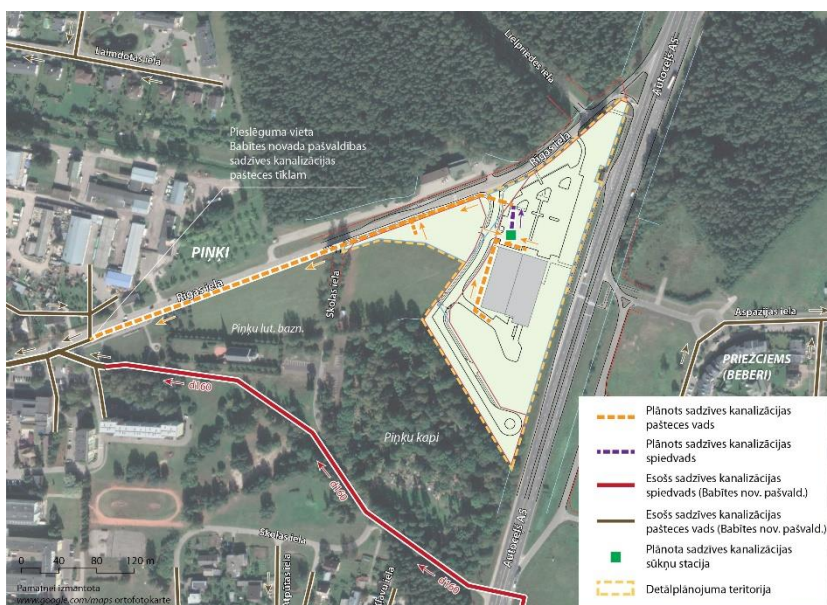 Laimdotas iela
Lielpriedes iela
Autoceļš A5
Pieslēguma vieta
Babītes novada pašvaldības
sadzīves kanalizācijas
pašteces tīklam
Rīgas iela
PIŅĶI
Rīgas iela
Skolas iela
Piņķu lut. bazn.
Aspazijas iela
PRIEŽCIEMS
(BEBERI)
d160
Piņķu kapi
d160
Skolas iela
d160
Autoceļš A5
Plānots sadzīves kanalizācijas
pašteces vads
Plānots sadzīves kanalizācijas
spiedvads
Esošs sadzīves kanalizācijas
spiedvads (Babītes nov. pašvald.)
Esošs sadzīves kanalizācijas
pašteces vads (Babītes nov. pašvald.)
Plānota sadzīves kanalizācijas
sūkņu stacija
Detālplānojuma teritorija
0 40 80 120 m
Pamatnei izmantota
www.google.com/maps ortofotokarte